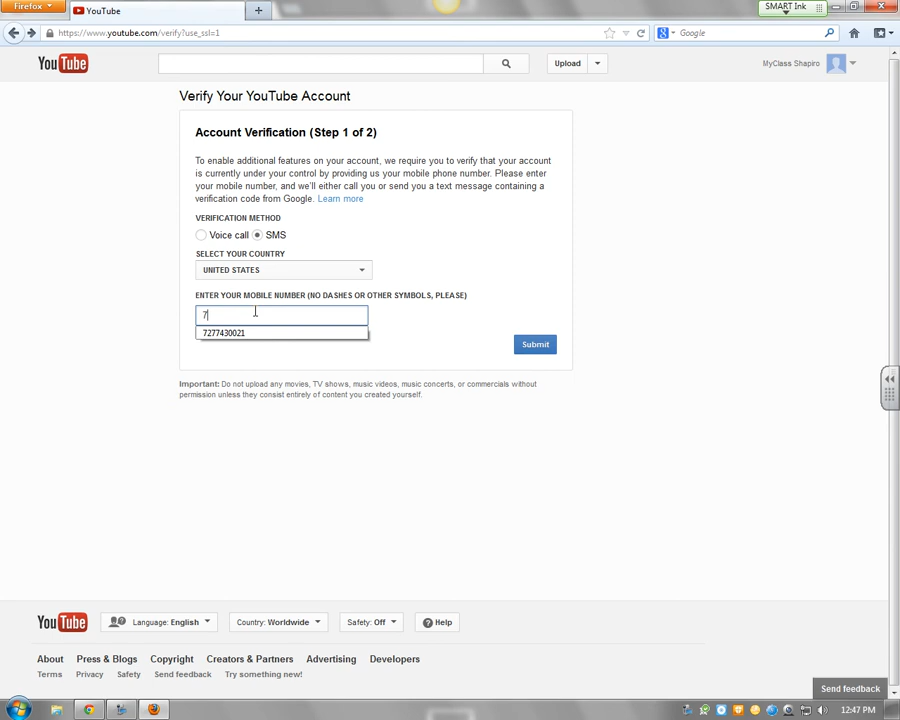 Firefox
YouTube
+
SMART Ink
https://www.youtube.com/verify?use_ssl=1
Google
YouTube
Upload
MyClass Shapiro
Verify Your YouTube Account
Account Verification (Step 1 of 2)
To enable additional features on your account, we require you to verify that your account
is currently under your control by providing us your mobile phone number. Please enter
your mobile number, and we'll either call you or send you a text message containing a
verification code from Google. Learn more
VERIFICATION METHOD
Voice call SMS
SELECT YOUR COUNTRY
UNITED STATES
ENTER YOUR MOBILE NUMBER (NO DASHES OR OTHER SYMBOLS, PLEASE)
7
7277430021
Submit
Important: Do not upload any movies, TV shows, music videos, music concerts, or commercials without
permission unless they consist entirely of content you created yourself.
YouTube
Language: English
Country: Worldwide
Safety: Off
Help
About Press & Blogs Copyright Creators & Partners Advertising Developers
Terms Privacy Safety Send feedback Try something new!
Send feedback
12:47 PM